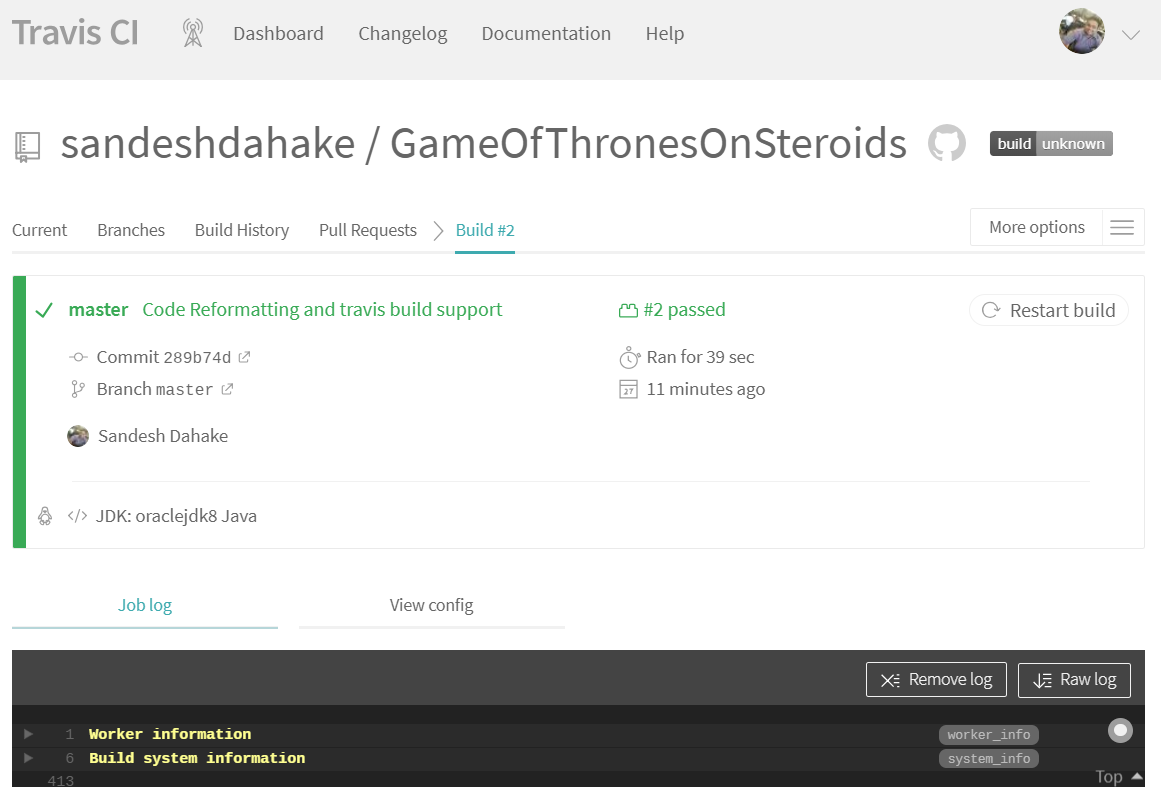 Travis CI Dashboard Changelog Documentation Help
sandeshdahake / GameOfThronesOnSteroids build unknown
Current Branches Build History Pull Requests Build #2 More options
master Code Reformatting and travis build support #2 passed Restart build
Commit 289b74d Ran for 39 sec
Branch master 27 11 minutes ago
Sandesh Dahake
</> JDK: oraclejdk8 Java
Job log View config
Remove log Raw log
1 Worker information worker_info
6 Build system information system_info
413 Top